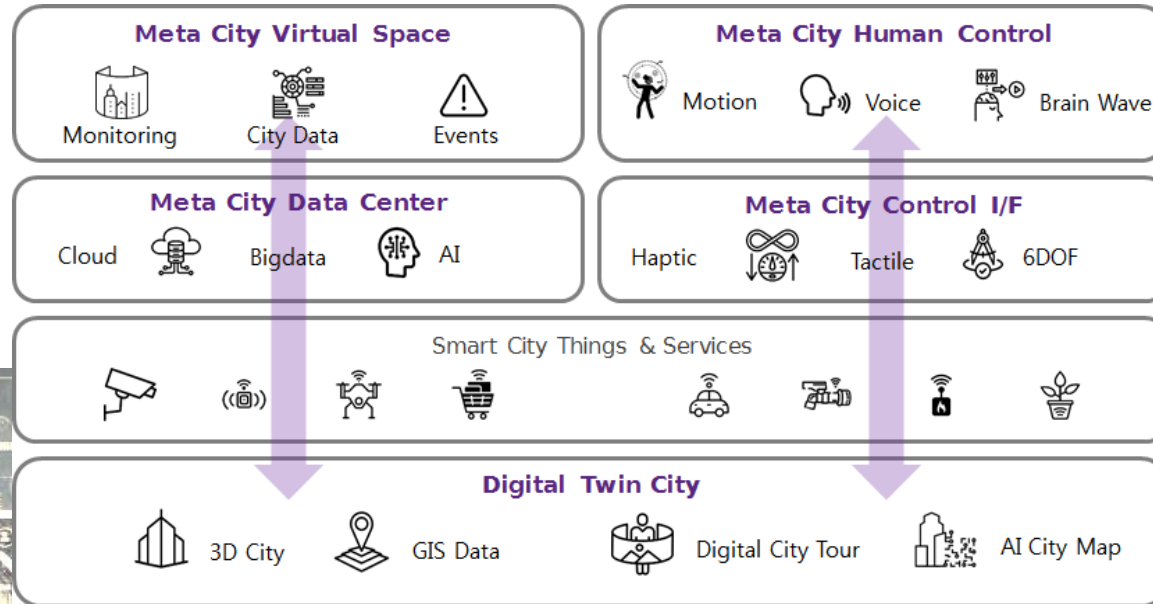 Meta City Virtual Space
Monitoring
City Data
Events
Meta City Human Control
Motion
Voice
Brain Wave
Meta City Data Center
Cloud
Bigdata
AI
Meta City Control I/F
Haptic
Tactile
6DOF
Smart City Things & Services
Digital Twin City
3D City
GIS Data
Digital City Tour
AI City Map